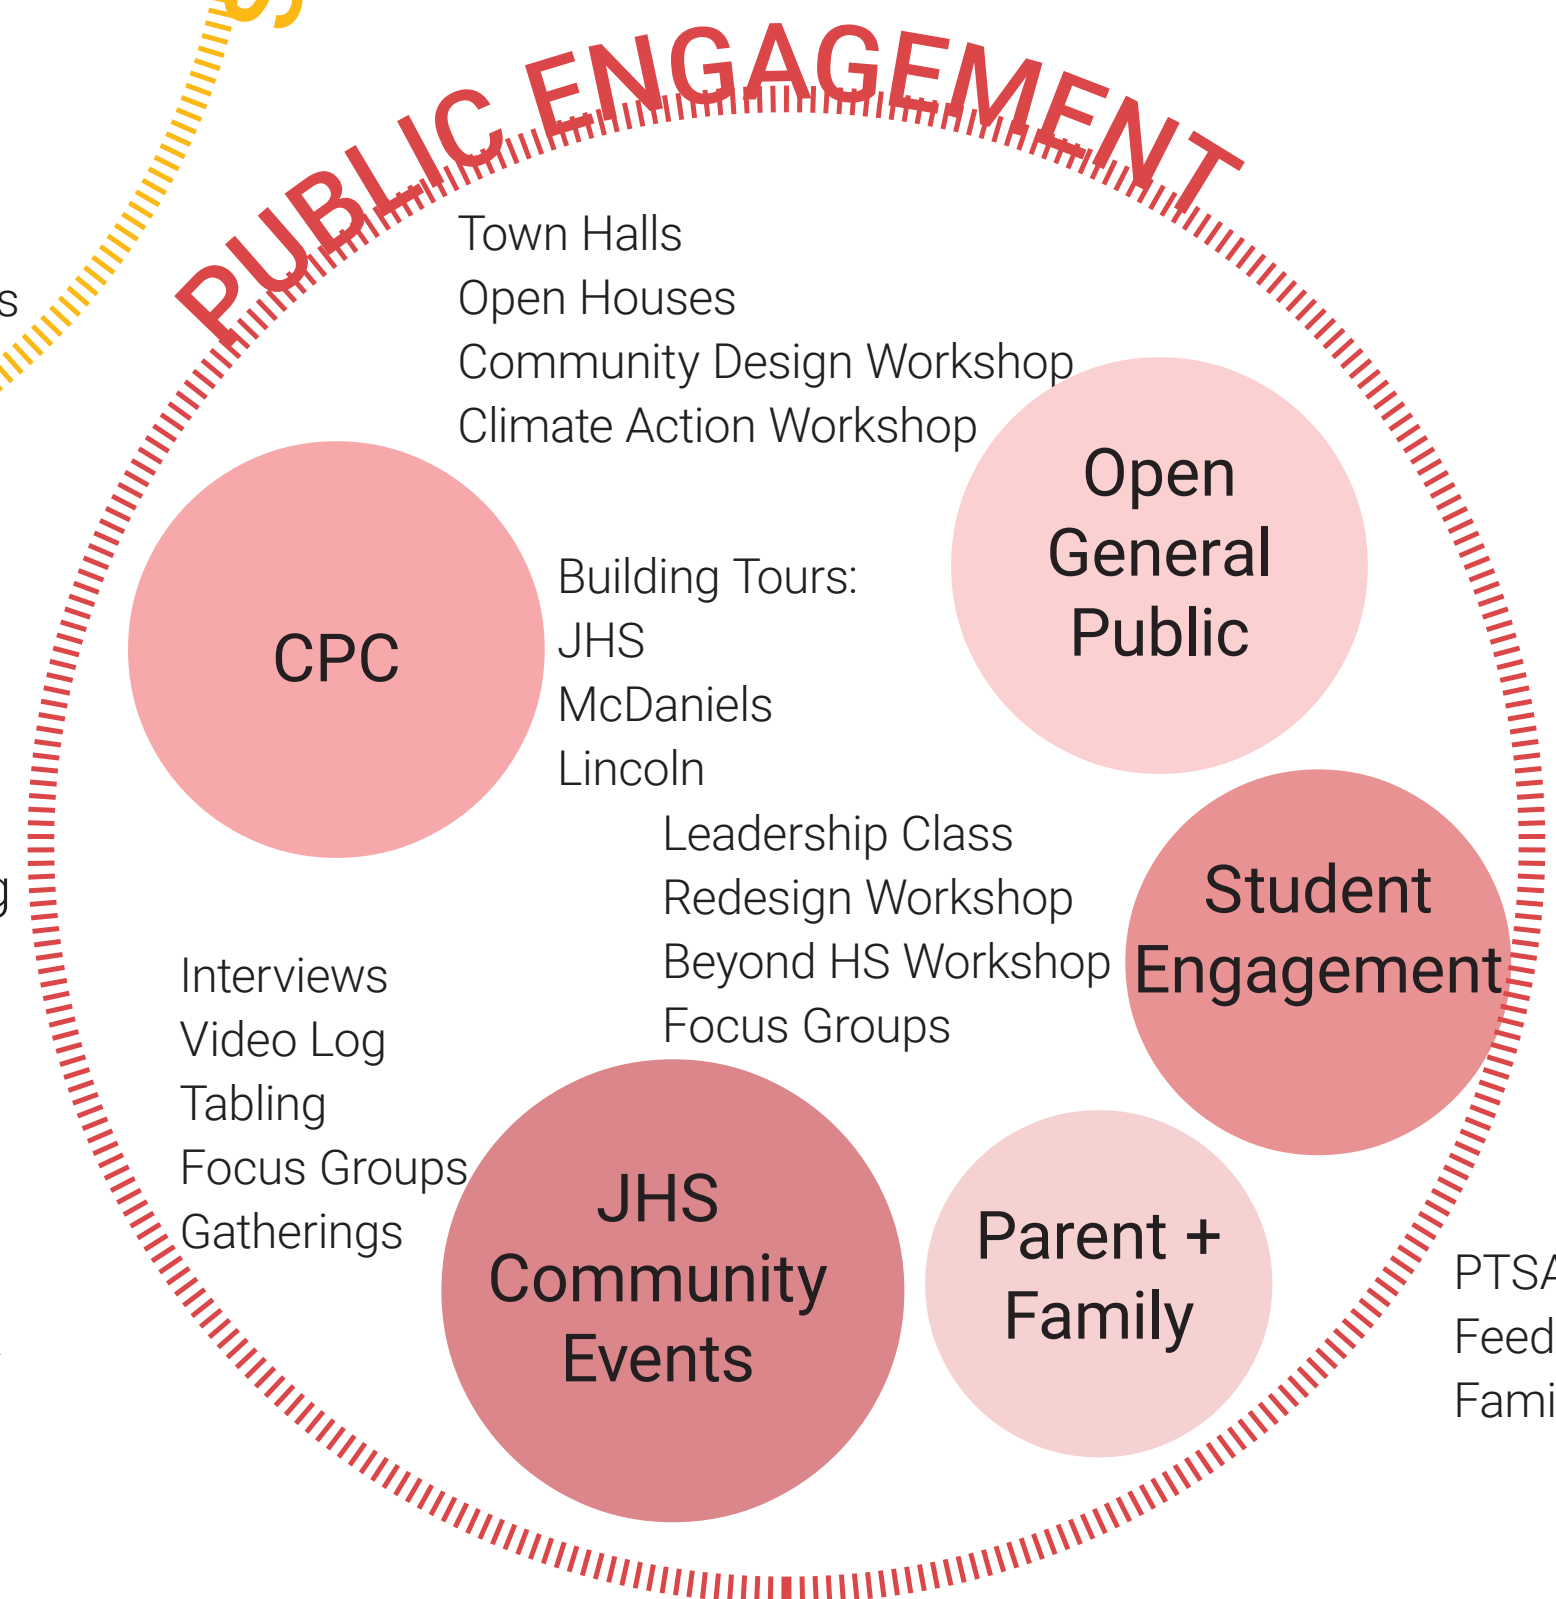 PUBLIC ENGAGEMENT
Town Halls
Open Houses
Community Design Workshop
Climate Action Workshop
Open
General
Public
CPC
Building Tours:
JHS
McDaniels
Lincoln
Leadership Class
Redesign Workshop
Beyond HS Workshop
Focus Groups
Student
Engagement
Interviews
Video Log
Tabling
Focus Groups
Gatherings
JHS
Community
Events
Parent +
Family
PTSA